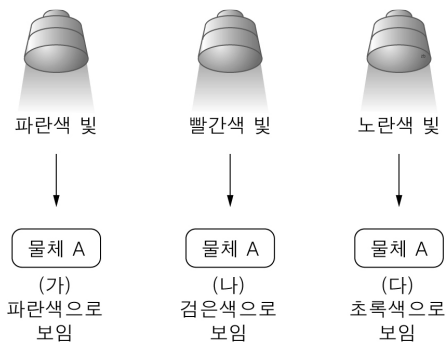 파란색 빛
빨간색 빛
노란색 빛
물체 A
물체 A
물체 A
(가)
파란색으로
보임
(나)
검은색으로
보임
(다)
초록색으로
보임